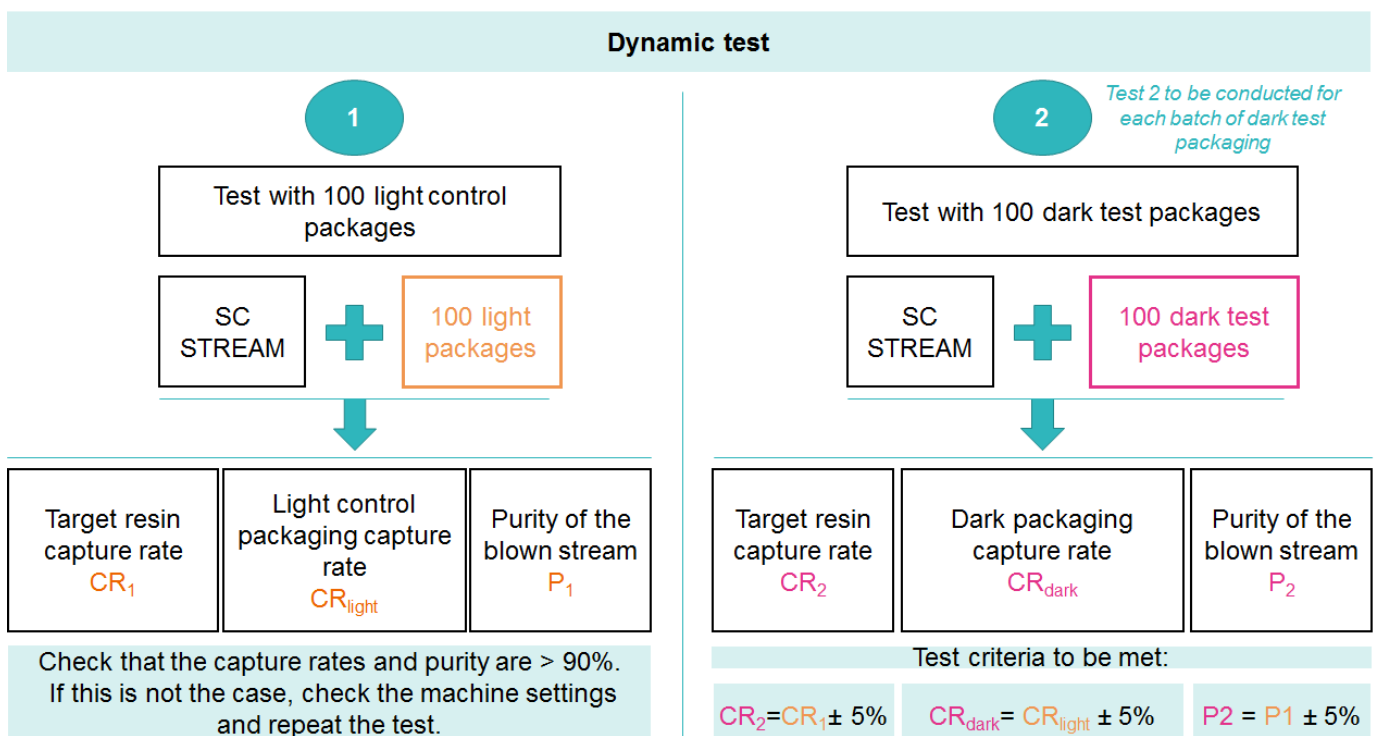 Dynamic test
1
Test with 100 light control
packages
SC
STREAM
100 light
packages
Target resin
capture rate
CR1
Light control
packaging capture
rate
CRlight
Purity of the
blown stream
P1
Check that the capture rates and purity are > 90%.
If this is not the case, check the machine settings
and repeat the test.
2
Test 2 to be conducted for
each batch of dark test
packaging
Test with 100 dark test packages
SC
STREAM
100 dark test
packages
Target resin
capture rate
CR2
Dark packaging
capture rate
CRdark
Purity of the
blown stream
P2
Test criteria to be met:
CR2=CR1± 5%
CRdark= CRlight ± 5%
P2 = P1 ± 5%